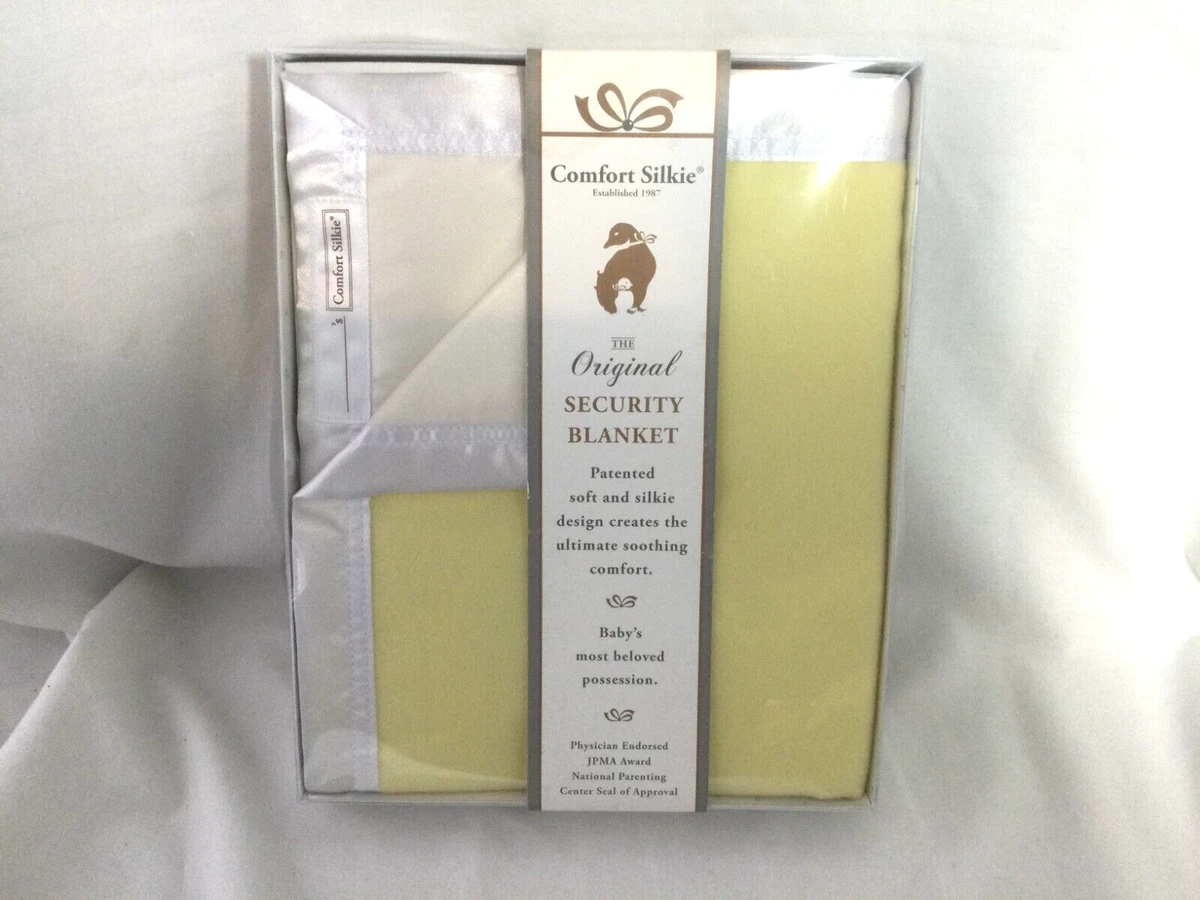 Comfort Silkie®
Established 1987
THE
Original
SECURITY
BLANKET
Patented
soft and silkie
design creates the
ultimate soothing
comfort.
Baby's
most beloved
possession.
Physician Endorsed
JPMA Award
National Parenting
Center Seal of Approval
's Comfort Silkie®